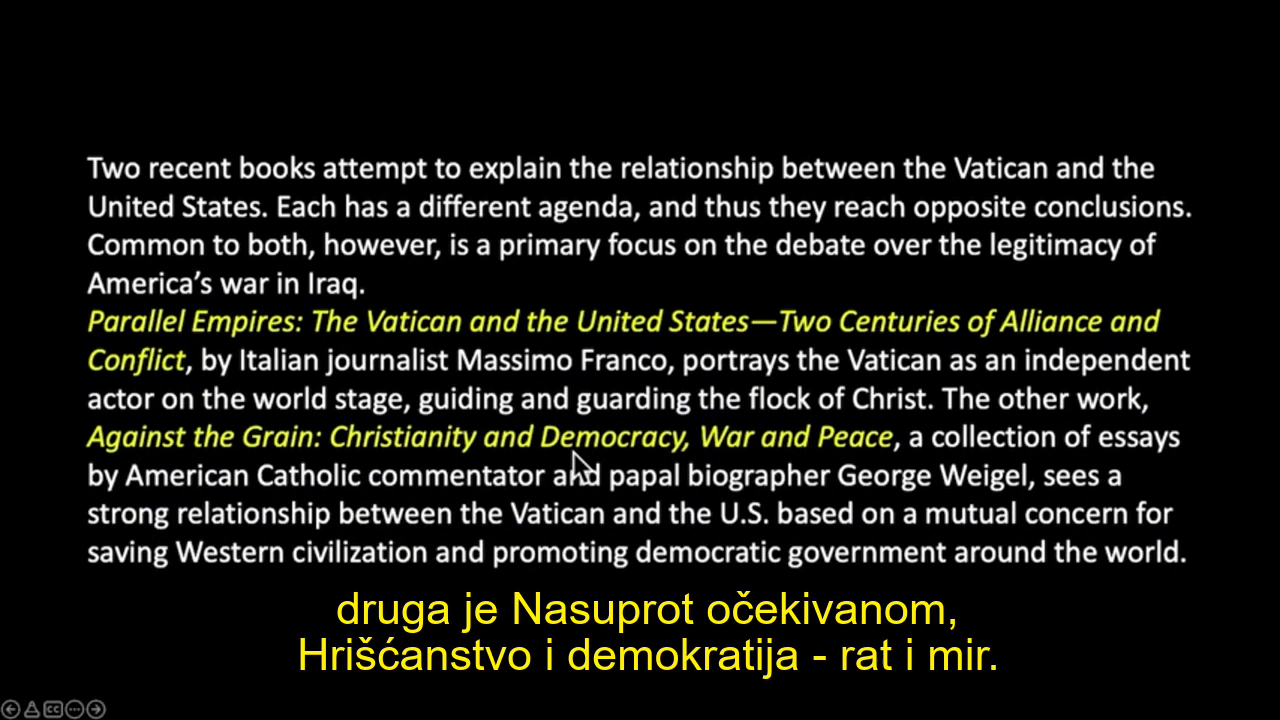 Two recent books attempt to explain the relationship between the Vatican and the
United States. Each has a different agenda, and thus they reach opposite conclusions.
Common to both, however, is a primary focus on the debate over the legitimacy of
America’s war in Iraq.
Parallel Empires: The Vatican and the United States—Two Centuries of Alliance and
Conflict, by Italian journalist Massimo Franco, portrays the Vatican as an independent
actor on the world stage, guiding and guarding the flock of Christ. The other work,
Against the Grain: Christianity and Democracy, War and Peace, a collection of essays
by American Catholic commentator and papal biographer George Weigel, sees a
strong relationship between the Vatican and the U.S. based on a mutual concern for
saving Western civilization and promoting democratic government around the world.
druga je Nasuprot očekivanom,
Hrišćanstvo i demokratija - rat i mir.